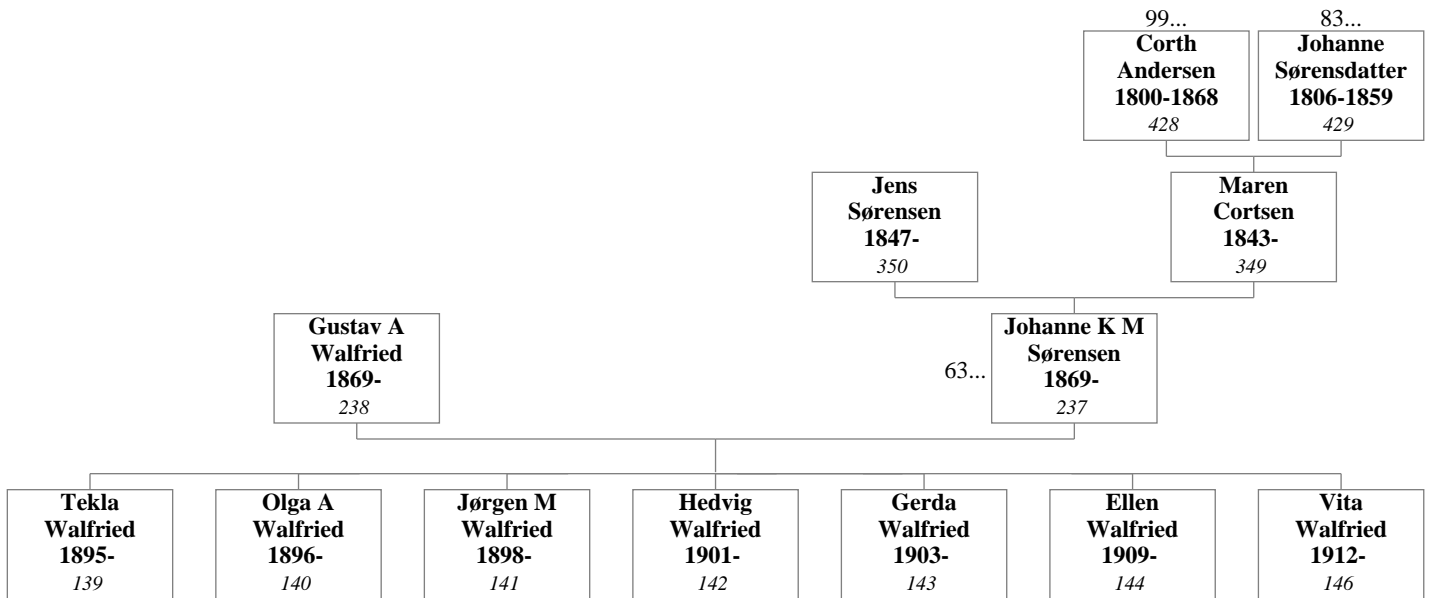 99...
Corth
Andersen
1800-1868
428
83...
Johanne
Sørensdatter
1806-1859
429
Jens
Sørensen
1847-
350
Maren
Cortsen
1843-
349
Gustav A
Walfried
1869-
238
63...
Johanne K M
Sørensen
1869-
237
Tekla
Walfried
1895-
139
Olga A
Walfried
1896-
140
Jørgen M
Walfried
1898-
141
Hedvig
Walfried
1901-
142
Gerda
Walfried
1903-
143
Ellen
Walfried
1909-
144
Vita
Walfried
1912-
146